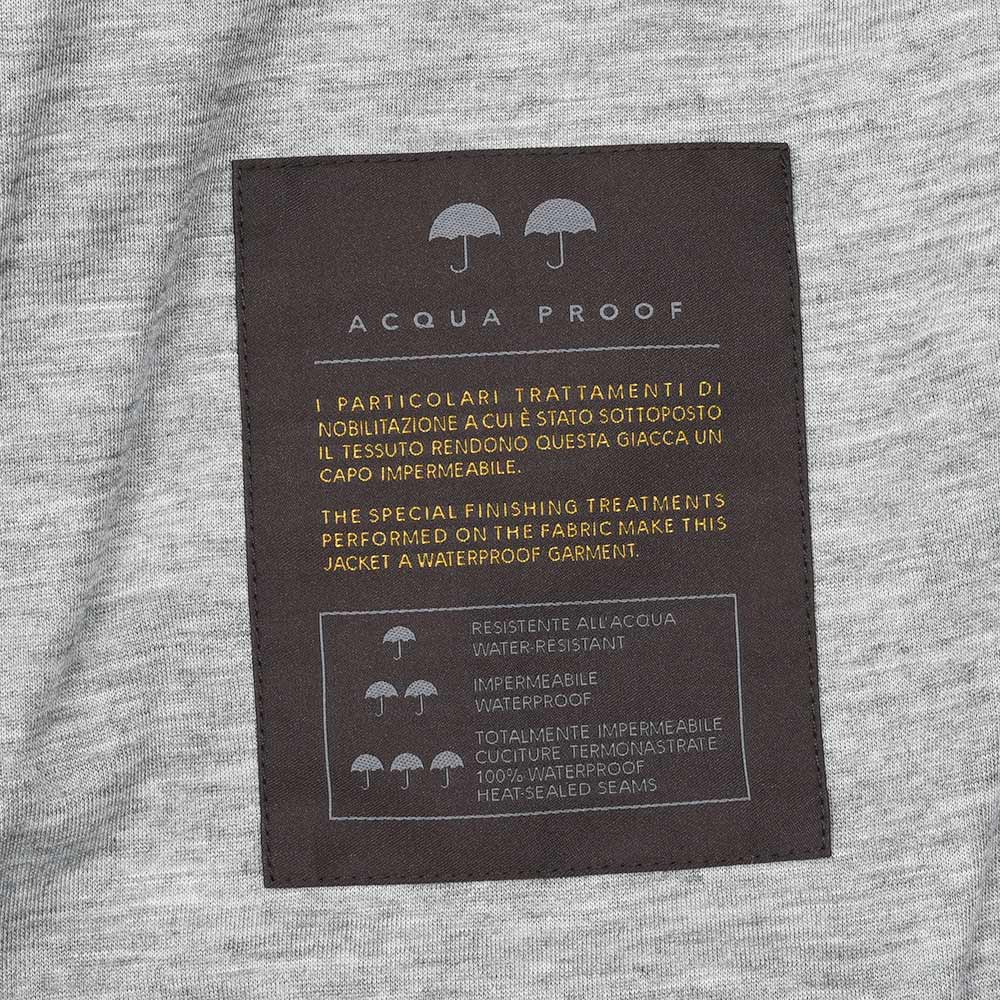 ACQUA PROOF
I PARTICOLARI TRATTAMENTI DI
NOBILITAZIONE A CUI È STATO SOTTOPOSTO
IL TESSUTO RENDONO QUESTA GIACCA UN
CAPO IMPERMEABILE.
THE SPECIAL FINISHING TREATMENTS
PERFORMED ON THE FABRIC MAKE THIS
JACKET A WATERPROOF GARMENT.
RESISTENTE ALL'ACQUA
WATER-RESISTANT
IMPERMEABILE
WATERPROOF
TOTALMENTE IMPERMEABILE
CUCITURE TERMONASTRATE
100% WATERPROOF
HEAT-SEALED SEAMS